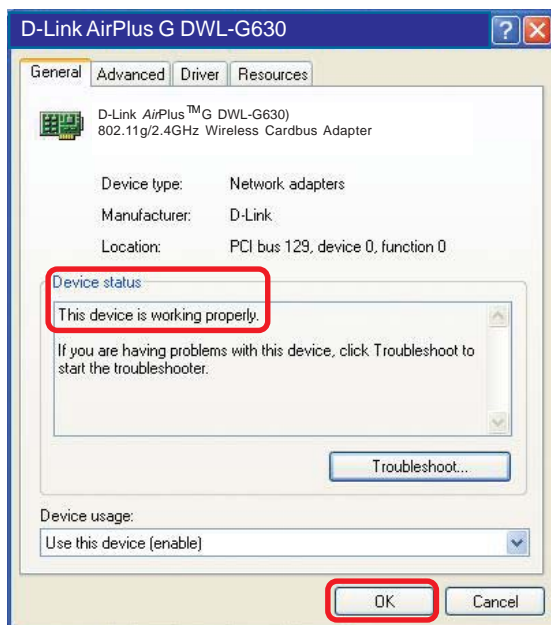 D-Link AirPlus G DWL-G630
General Advanced Driver Resources
D-Link AirPlus™G DWL-G630)
802.11g/2.4GHz Wireless Cardbus Adapter
Device type: Network adapters
Manufacturer: D-Link
Location: PCI bus 129, device 0, function 0
Device status
This device is working properly.
If you are having problems with this device, click Troubleshoot to
start the troubleshooter.
Troubleshoot...
Device usage:
Use this device (enable)
OK Cancel